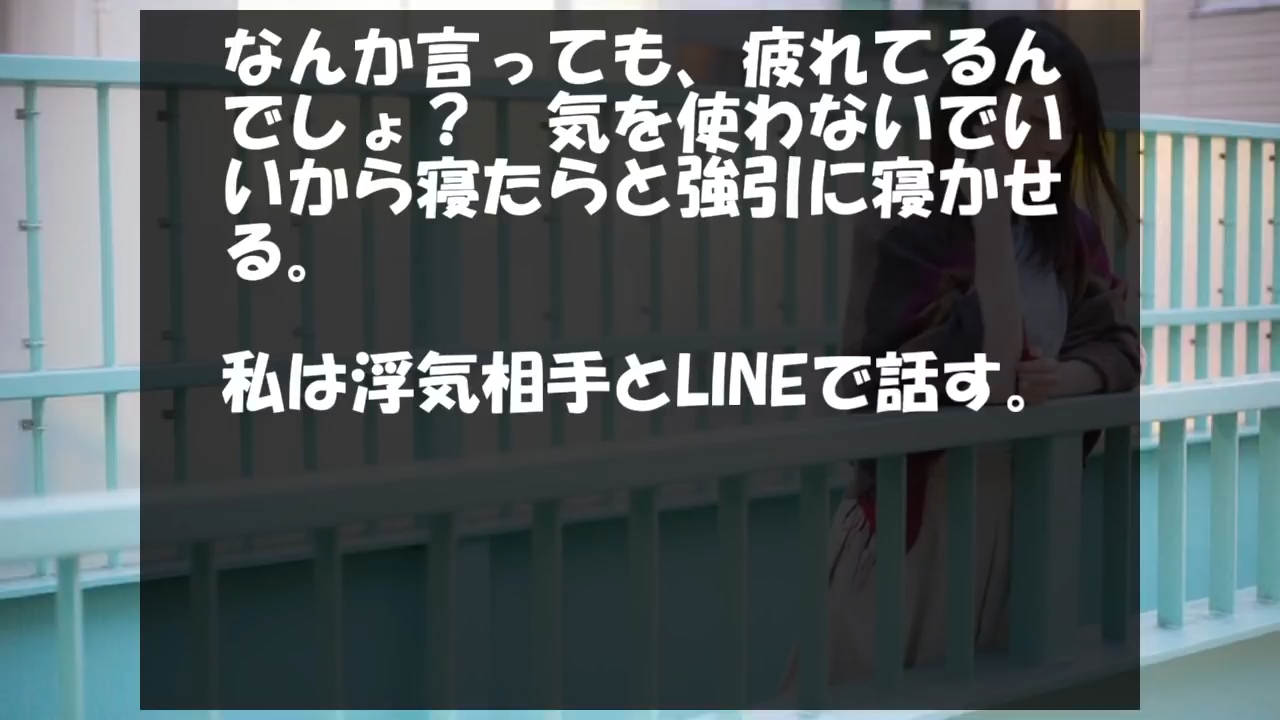 なんか言っても、疲れてるん
でしょ？　気を使わないでい
いから寝たらと強引に寝かせ
る。
私は浮気相手とLINEで話す。